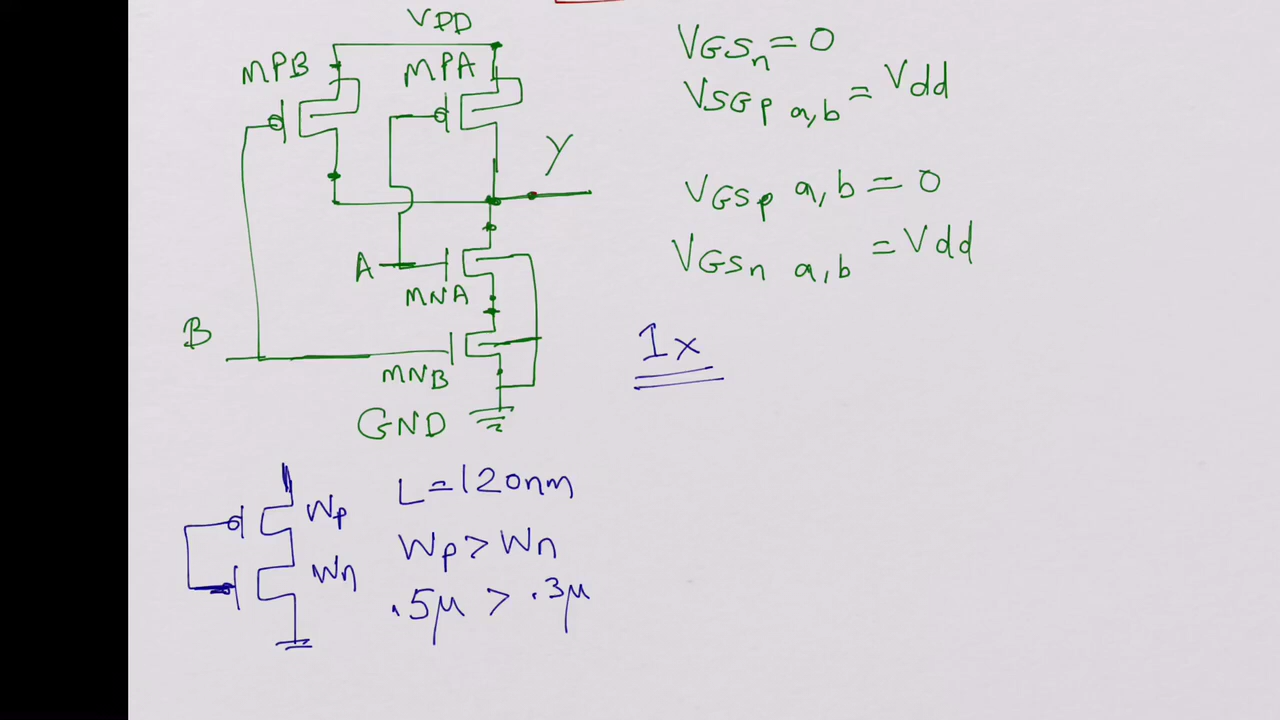 VDD
MPB
MPA
Y
A
MNA
B
MNB
GND
VGSn = 0
VSGp a,b = Vdd
VGSp a,b = 0
VGSn a,b = Vdd
1x
Wp
Wn
L=120nm
Wp > Wn
.5μ > .3μ